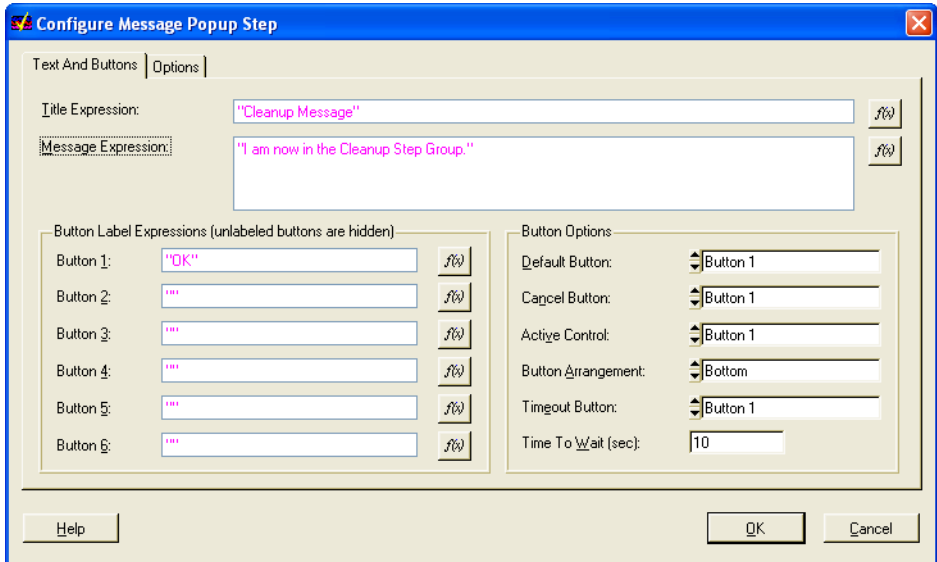 Configure Message Popup Step
Text And Buttons Options
Title Expression: "Cleanup Message" f(x)
Message Expression: "I am now in the Cleanup Step Group." f(x)
Button Label Expressions (unlabeled buttons are hidden)
Button 1: "OK" f(x)
Button 2: "" f(x)
Button 3: "" f(x)
Button 4: "" f(x)
Button 5: "" f(x)
Button 6: "" f(x)
Button Options
Default Button: Button 1
Cancel Button: Button 1
Active Control: Button 1
Button Arrangement: Bottom
Timeout Button: Button 1
Time To Wait (sec): 10
Help OK Cancel